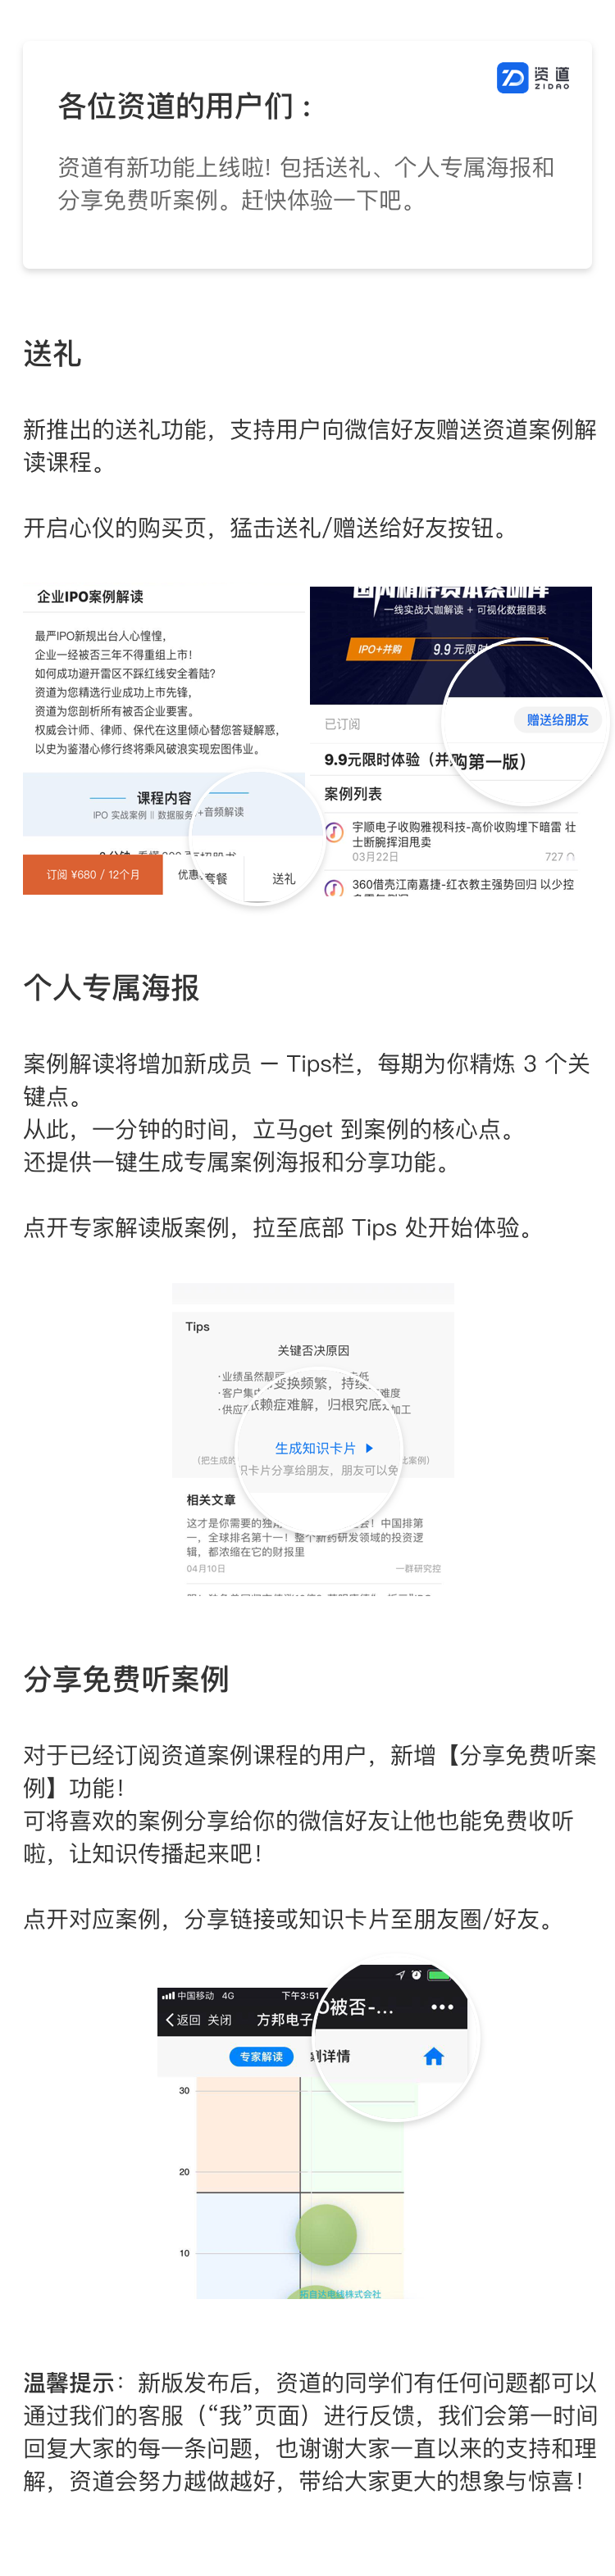 资道
ZIDAO
各位资道的用户们：
资道有新功能上线啦! 包括送礼、个人专属海报和
分享免费听案例。赶快体验一下吧。
送礼
新推出的送礼功能，支持用户向微信好友赠送资道案例解
读课程。
开启心仪的购买页，猛击送礼/赠送给好友按钮。
企业IPO案例解读
最严IPO新规出台人心惶惶，
企业一经被否三年不得重组上市！
如何成功避开雷区不踩红线安全着陆?
资道为您精选行业成功上市先锋，
资道为您剖析所有被否企业要害。
权威会计师、律师、保代在这里倾心替您答疑解惑，
以史为鉴潜心修行终将乘风破浪实现宏图伟业。
课程内容
IPO 实战案例 || 数据服务
+音频解读
订阅 ¥680 / 12个月
优惠
套餐
送礼
一线实战大咖解读 + 可视化数据图表
IPO+并购
9.9元限时
已订阅
赠送给朋友
9.9元限时体验（并购第一版）
案例列表
宇顺电子收购雅视科技-高价收购埋下暗雷 壮
士断腕挥泪甩卖
03月22日
727
360借壳江南嘉捷-红衣教主强势回归 以少控
个人专属海报
案例解读将增加新成员 — Tips栏，每期为你精炼 3 个关
键点。
从此，一分钟的时间，立马get 到案例的核心点。
还提供一键生成专属案例海报和分享功能。
点开专家解读版案例，拉至底部 Tips 处开始体验。
Tips
关键否决原因
·业绩虽然
·客户集中
变换频繁，持续
难度
·供应
依赖症难解，归根究底
加工
生成知识卡片
(把生成的
识卡片分享给朋友，朋友可以免
比案例)
相关文章
这才是你需要的独
会！中国排第
一，全球排名第十一！整个新药研发领域的投资逻
辑，都浓缩在它的财报里
04月10日
一群研究控
分享免费听案例
对于已经订阅资道案例课程的用户，新增【分享免费听案
例】功能！
可将喜欢的案例分享给你的微信好友让他也能免费收听
啦，让知识传播起来吧！
点开对应案例，分享链接或知识卡片至朋友圈/好友。
中国移动 4G
下午3:51
返回 关闭
方邦电子
O被否-...
专家解读
详情
30
20
10
拓自达电线株式会社
温馨提示：新版发布后，资道的同学们有任何问题都可以
通过我们的客服（“我”页面）进行反馈，我们会第一时间
回复大家的每一条问题，也谢谢大家一直以来的支持和理
解，资道会努力越做越好，带给大家更大的想象与惊喜！